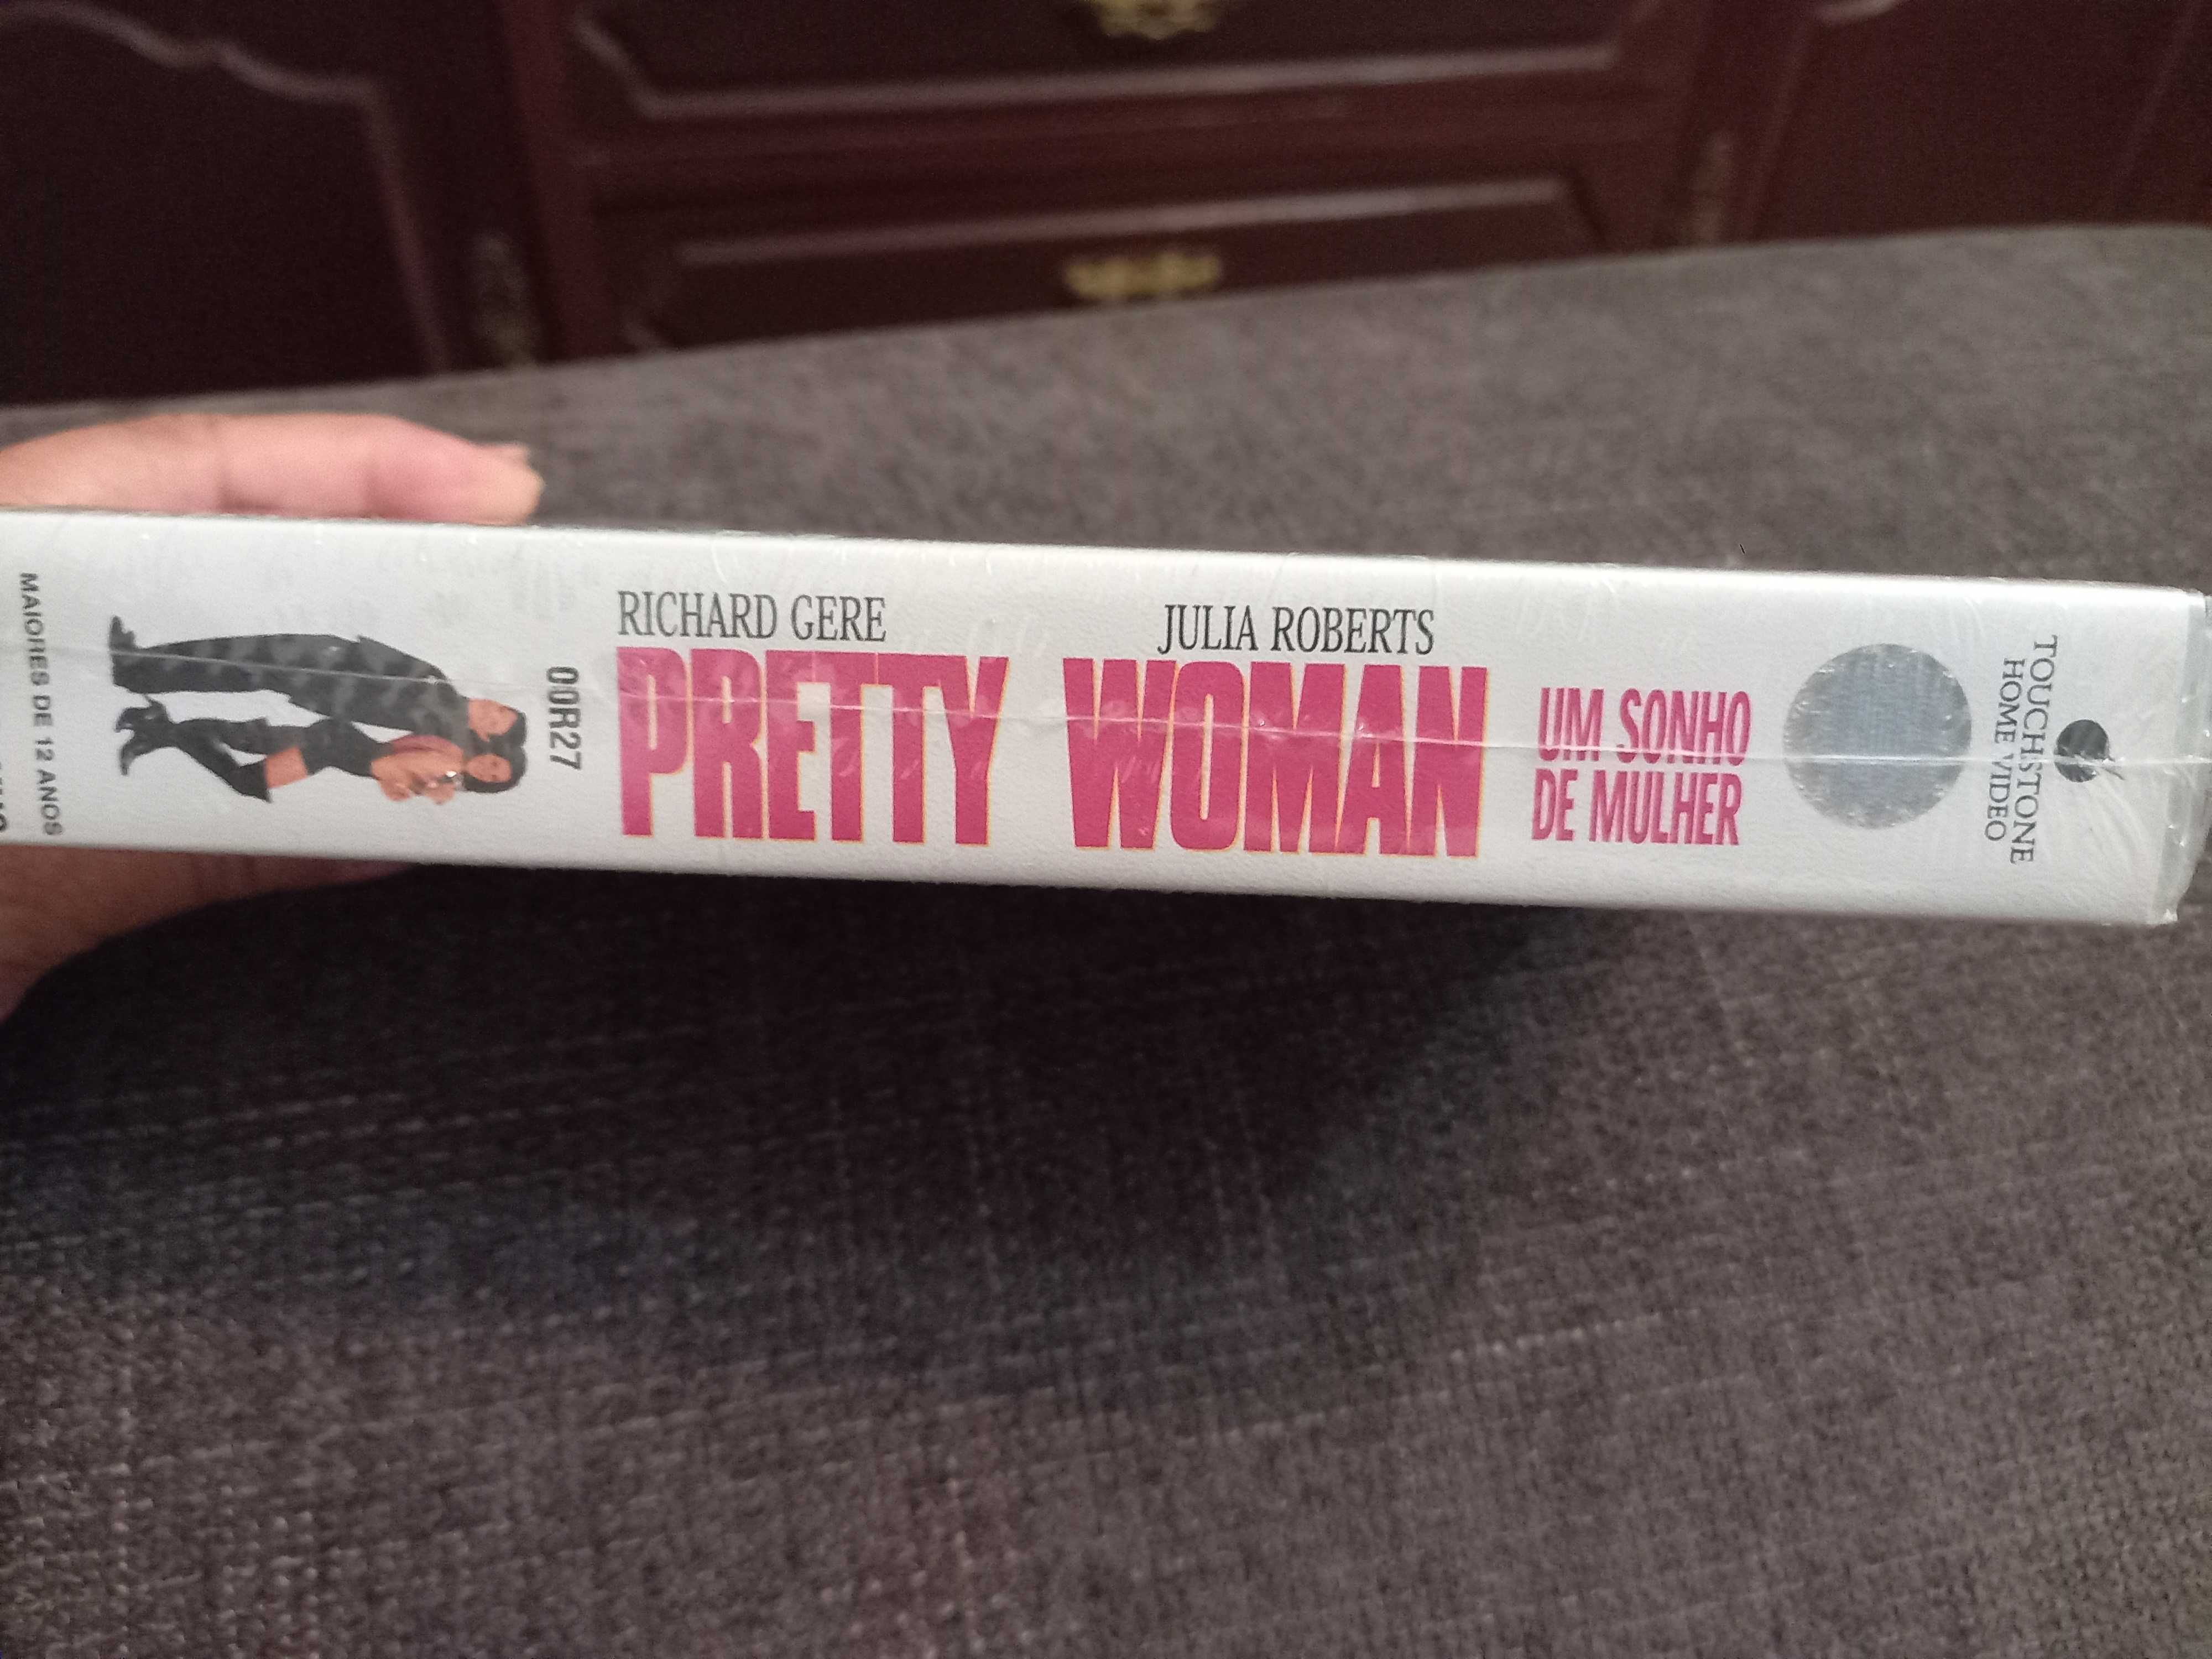 MAIORES DE 12 ANOS
00R27
RICHARD GERE JULIA ROBERTS
PRETTY WOMAN
UM SONHO
DE MULHER
TOUCHSTONE
HOME VIDEO